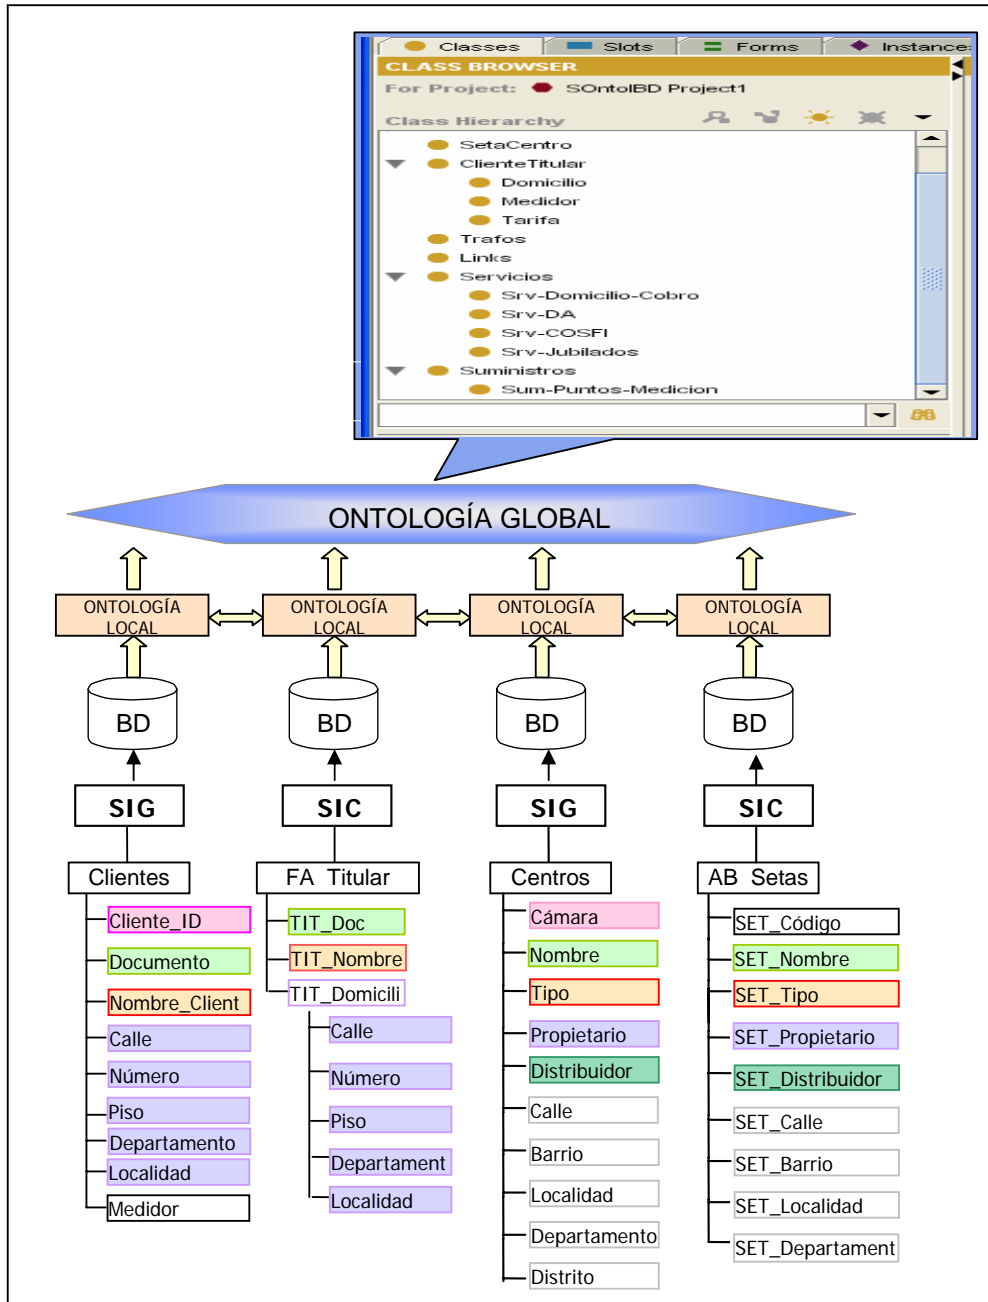 Classes
Slots
Forms
Instance
CLASS BROWSER
For Project: SOntoIBD Project1
Class Hierarchy
SetaCentro
ClienteTitular
Domicilio
Medidor
Tarifa
Trafos
Links
Servicios
Srv-Domicilio-Cobro
Srv-DA
Srv-COSFI
Srv-Jubilados
Suministros
Sum-Puntos-Medicion
ONTOLOGÍA GLOBAL
ONTOLOGÍA
LOCAL
ONTOLOGÍA
LOCAL
ONTOLOGÍA
LOCAL
ONTOLOGÍA
LOCAL
BD
BD
BD
BD
SIG
SIC
SIG
SIC
Clientes
Cliente_ID
Documento
Nombre_Client
Calle
Número
Piso
Departamento
Localidad
Medidor
FA Titular
TIT_Doc
TIT_Nombre
TIT_Domicili
Calle
Número
Piso
Department
Localidad
Centros
Cámara
Nombre
Tipo
Propietario
Distribuidor
Calle
Barrio
Localidad
Departamento
Distrito
AB Setas
SET_Código
SET_Nombre
SET_Tipo
SET_Propietario
SET_Distribuidor
SET_Calle
SET_Barrio
SET_Localidad
SET_Departament